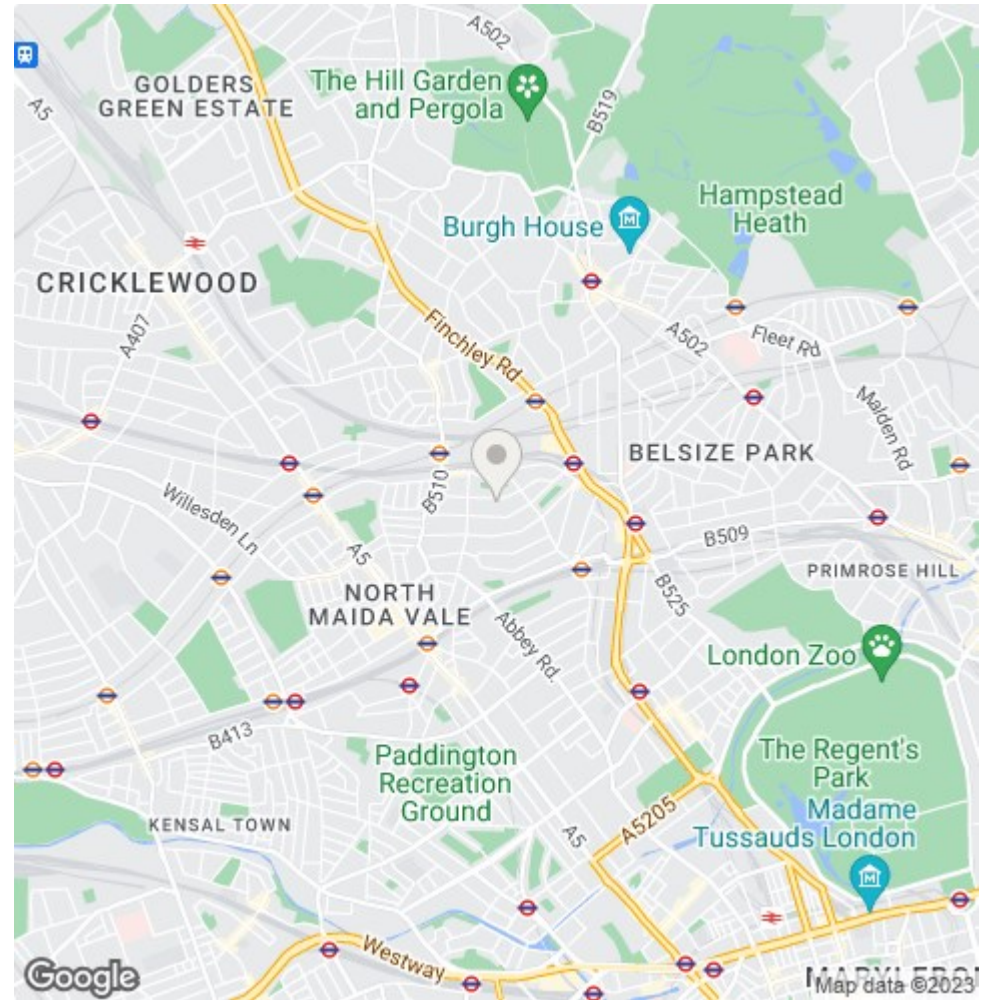 A502
GOLDERS
GREEN ESTATE
The Hill Garden
and Pergola
A5
B519
Hampstead
Heath
Burgh House
CRICKLEWOOD
A407
Finchley Rd
A502
Fleet Rd
Malden Rd
BELSIZE PARK
B510
Willesden Ln
A5
B509
PRIMROSE HILL
NORTH
MAIDA VALE
B525
Abbey Rd.
London Zoo
B413
Paddington
Recreation
Ground
The Regent's
Park
Madame
Tussauds London
KENSAL TOWN
A5
A5205
Westway
Google
Map data ©2023